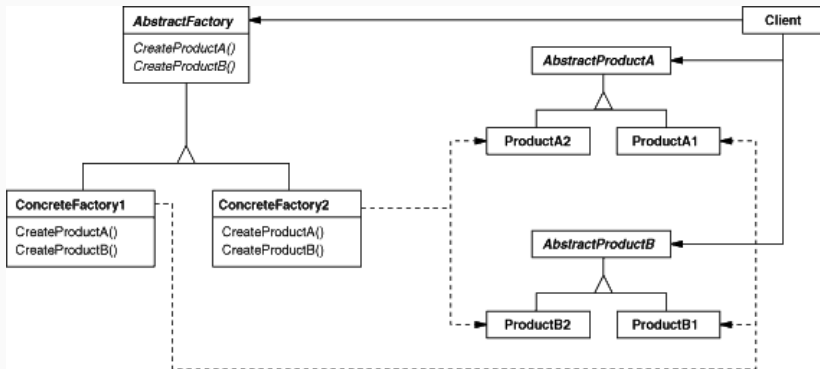 AbstractFactory
CreateProductA()
CreateProductB()
Client
AbstractProductA
ProductA2
ProductA1
ConcreteFactory1
CreateProductA()
CreateProductB()
ConcreteFactory2
CreateProductA()
CreateProductB()
AbstractProductB
ProductB2
ProductB1